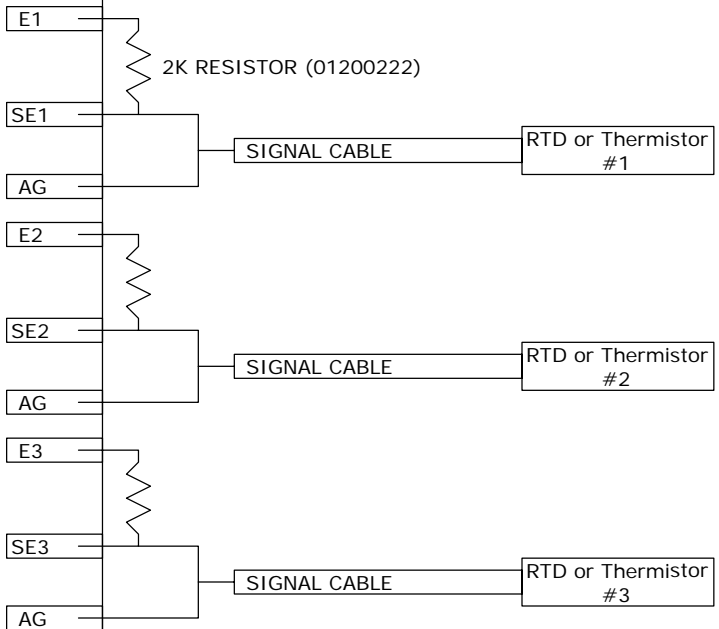 E1
2K RESISTOR (01200222)
SE1
SIGNAL CABLE
RTD or Thermistor
#1
AG
E2
SE2
SIGNAL CABLE
RTD or Thermistor
#2
AG
E3
SE3
SIGNAL CABLE
RTD or Thermistor
#3
AG